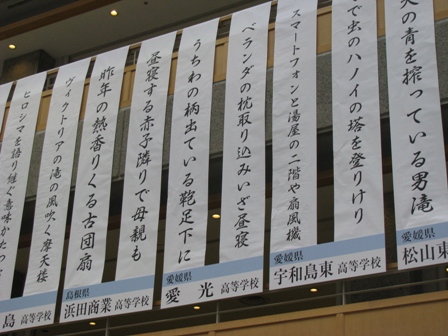 の青を搾っている男滝
愛媛県
松山東
で虫のハノイの塔を登りけり
スマートフォンと湯屋の二階や扇風機
愛媛県
宇和島東高等学校
ベランダの枕取り込みいざ昼寝
うちわの柄出ている鞄足下に
愛媛県
愛光高等学校
昼寝する赤子隣りで母親も
昨年の熱香りくる古団扇
ヴィクトリアの滝の風吹く摩天楼
島根県
浜田商業高等学校
ヒロシマを語り継ぐ意味かたつ
島高等学校